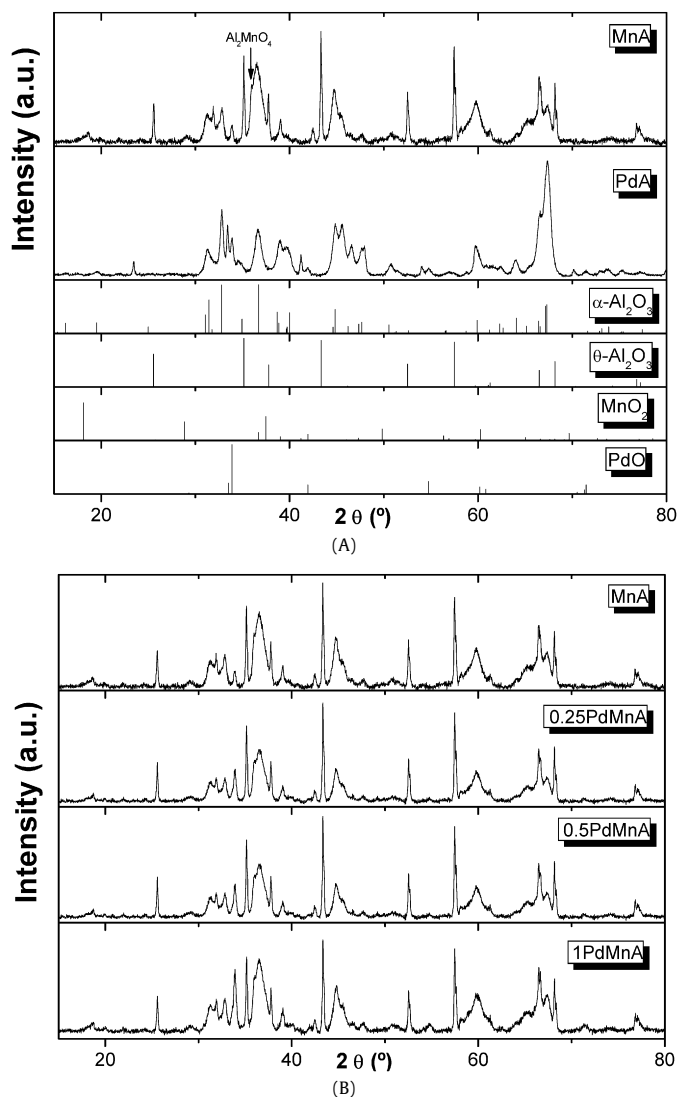 Al₂MnO₄
MnA
PdA
α-Al₂O₃
θ-Al₂O₃
MnO₂
PdO
Intensity (a.u.)
20 40 60 80
2 θ (º)
(A)
MnA
0.25PdMnA
0.5PdMnA
1PdMnA
Intensity (a.u.)
20 40 60 80
2 θ (º)
(B)